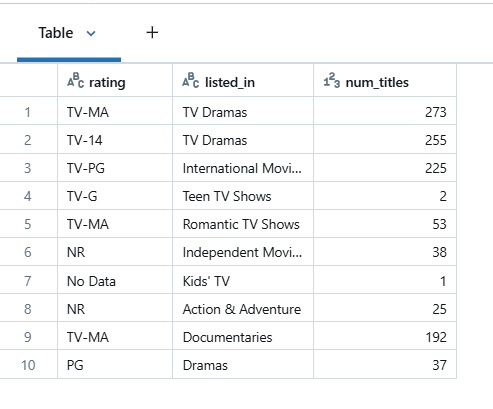 Table +
rating listed_in num_titles
1 TV-MA TV Dramas 273
2 TV-14 TV Dramas 255
3 TV-PG International Movi... 225
4 TV-G Teen TV Shows 2
5 TV-MA Romantic TV Shows 53
6 NR Independent Movi... 38
7 No Data Kids' TV 1
8 NR Action & Adventure 25
9 TV-MA Documentaries 192
10 PG Dramas 37